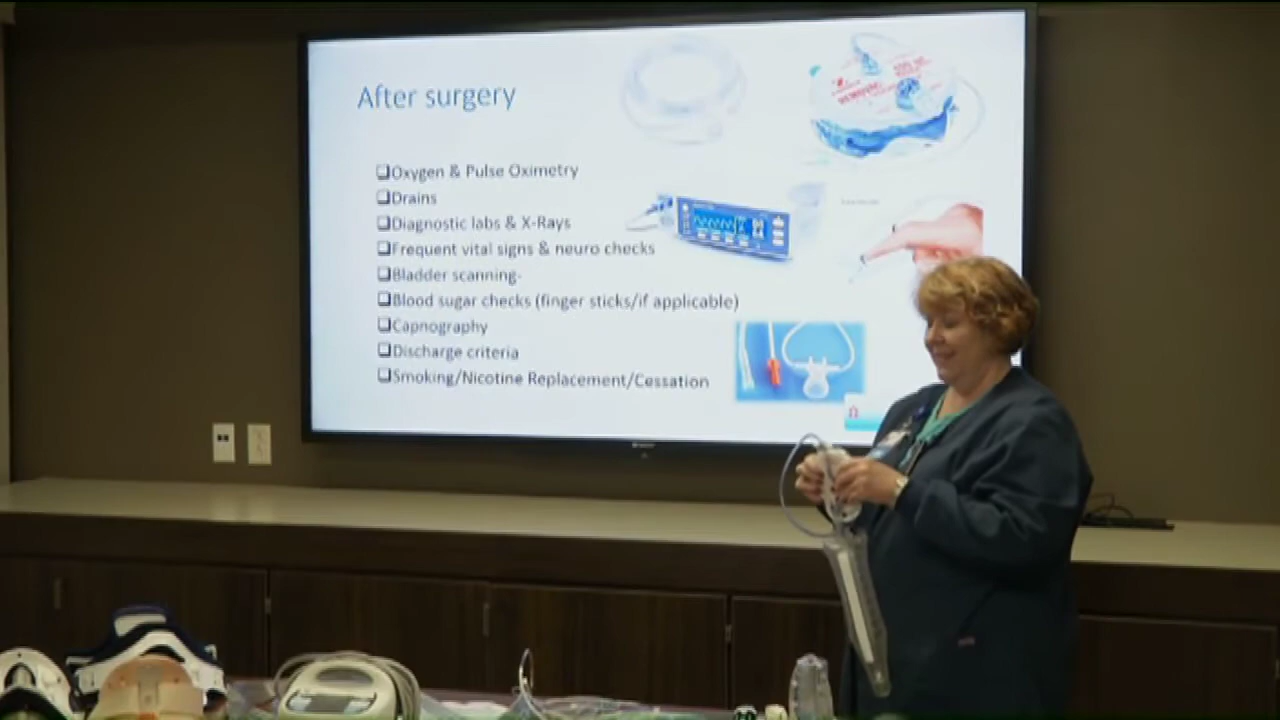 After surgery
Oxygen & Pulse Oximetry
Drains
Diagnostic labs & X-Rays
Frequent vital signs & neuro checks
Bladder scanning-
Blood sugar checks (finger sticks/if applicable)
Capnography
Discharge criteria
Smoking/Nicotine Replacement/Cessation